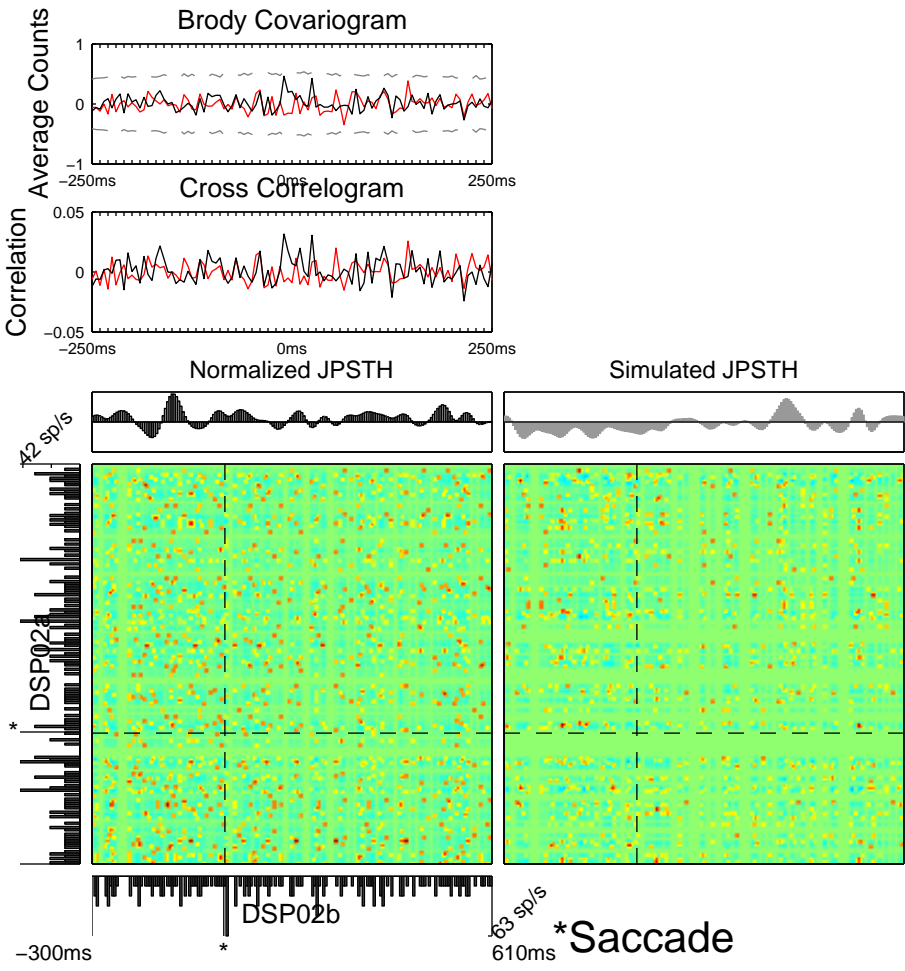 Brody Covariogram
Average Counts
1
0
−1
−250ms
0ms
250ms
Cross Correlogram
Correlation
0.05
0
−0.05
−250ms
0ms
250ms
Normalized JPSTH
Simulated JPSTH
42 sp/s
DSP02a
*
DSP02b
63 sp/s
−300ms
*
610ms
*Saccade